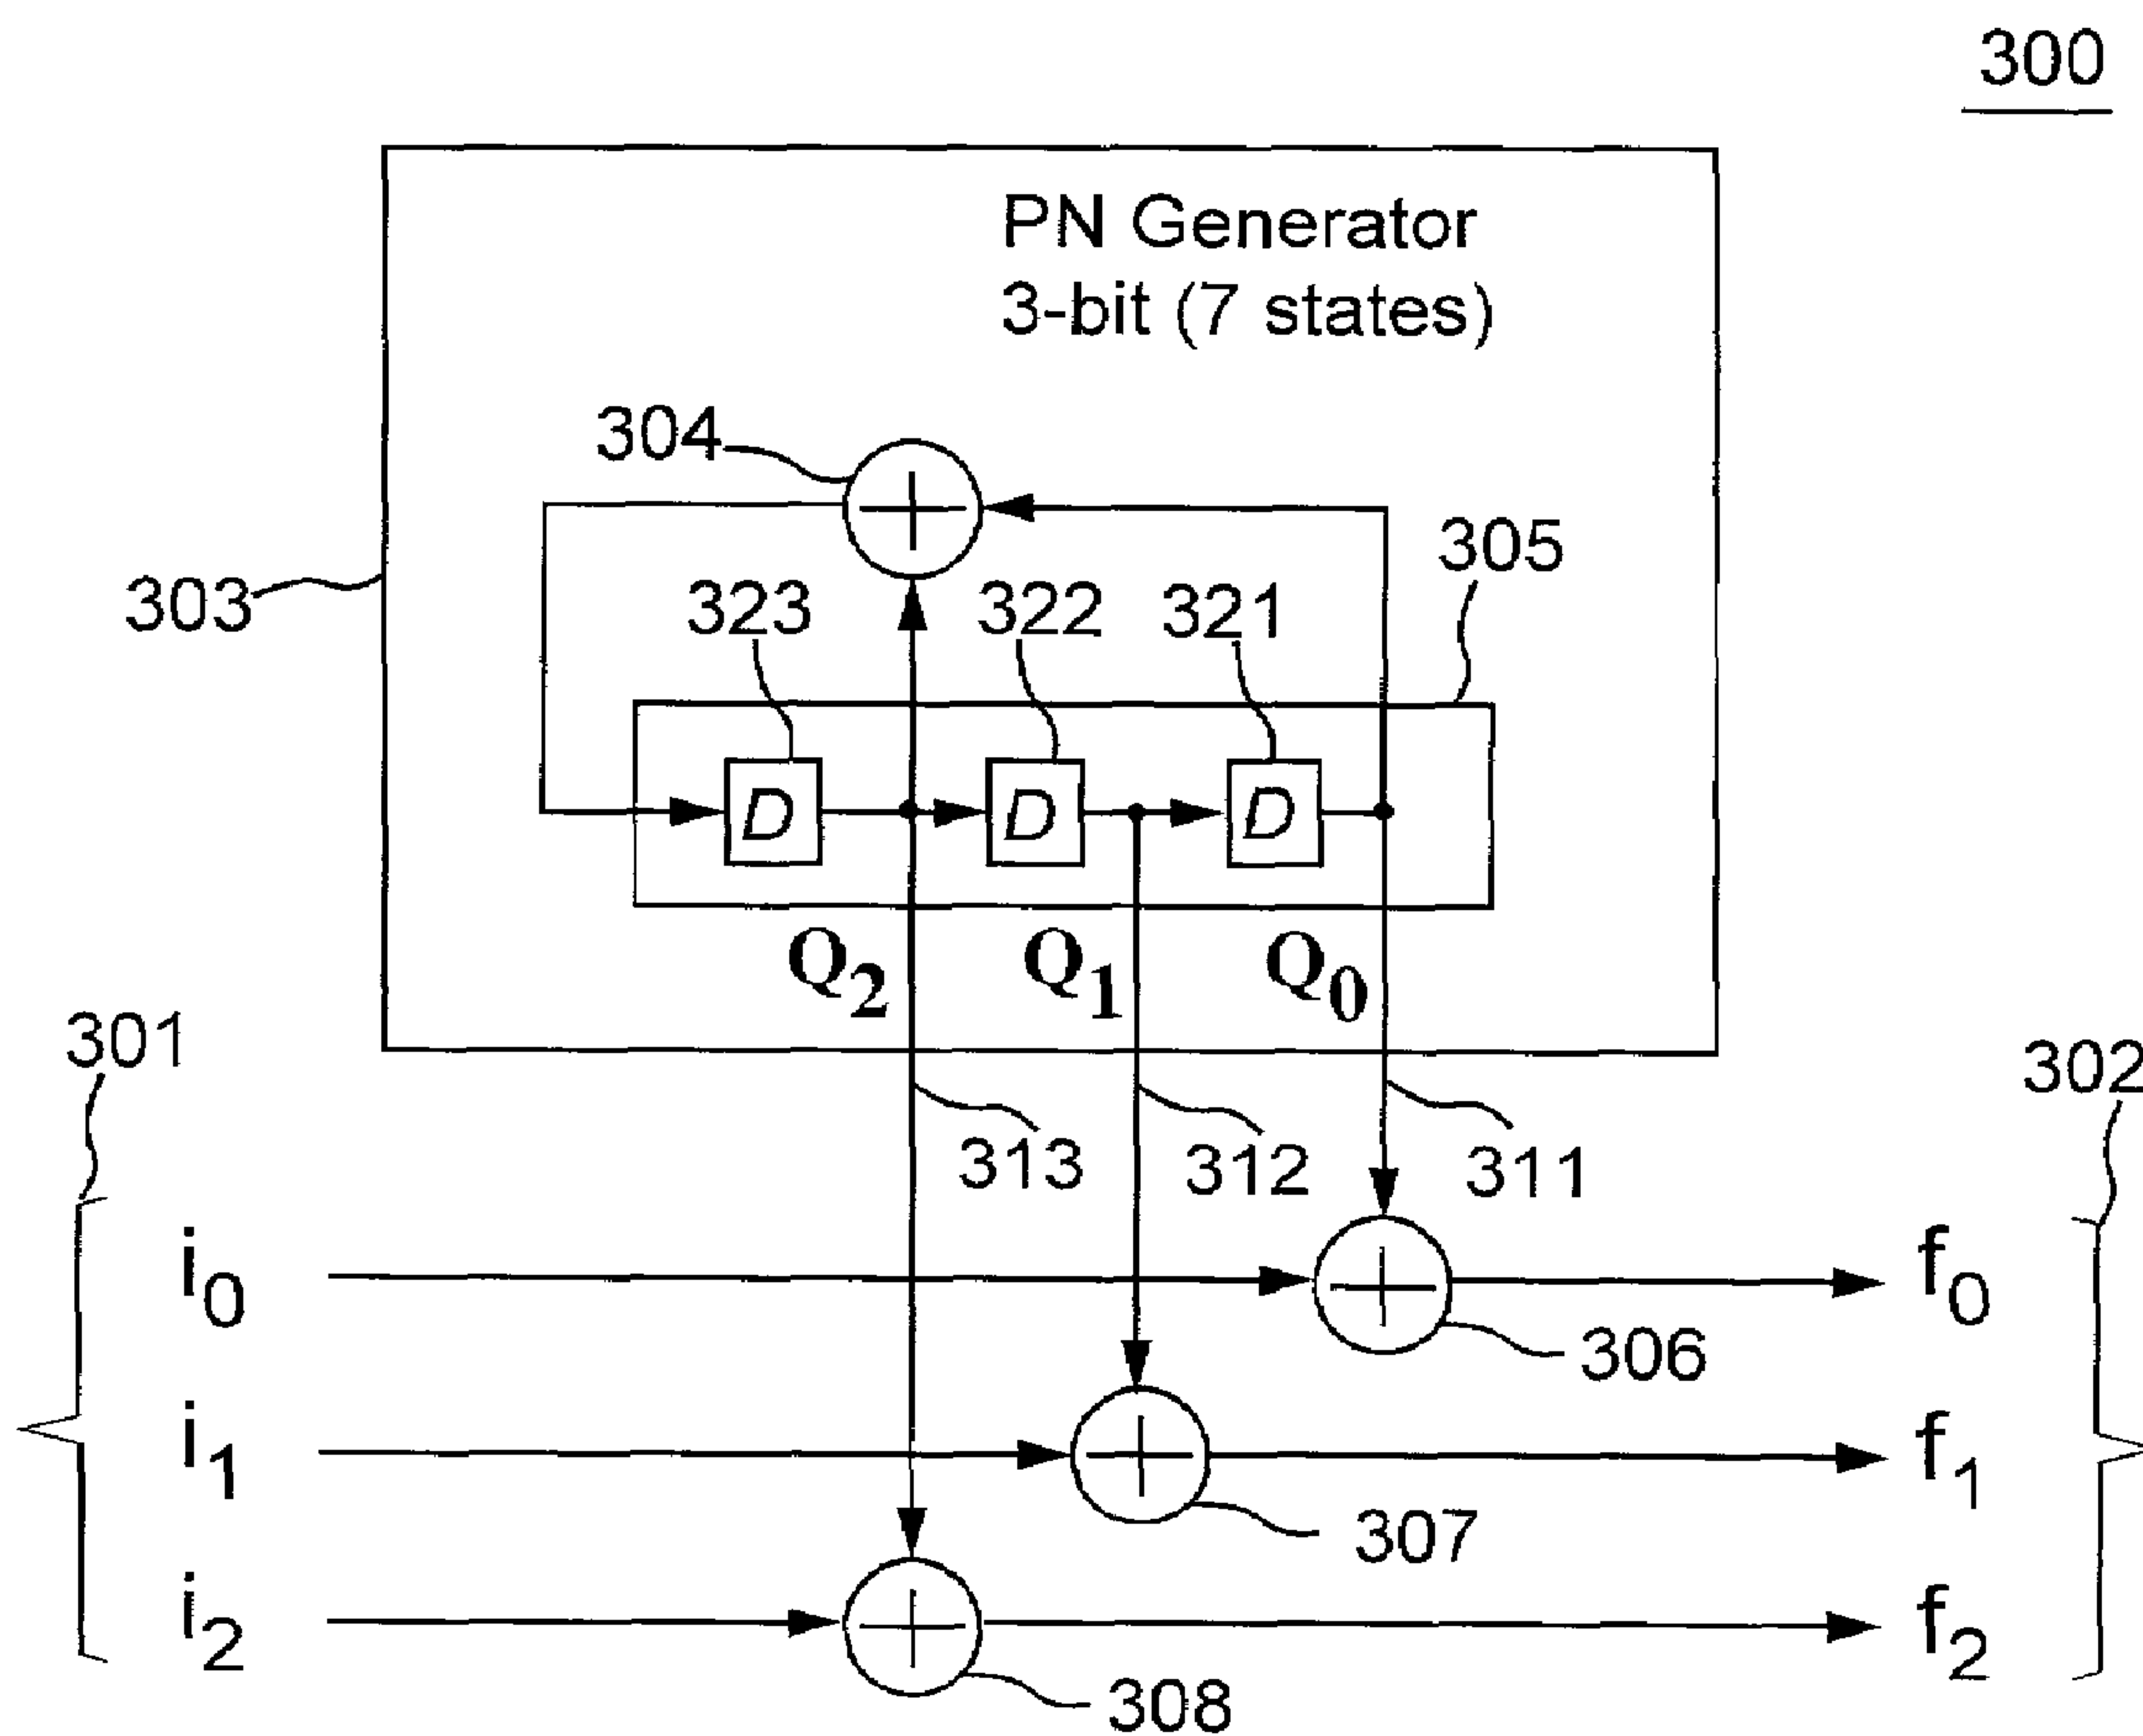 300
PN Generator
3-bit (7 states)
304
305
303
323 322 321
D D D
Q2 Q1 Q0
301
302
313 312 311
i0 f0
306
i1 f1
307
i2 f2
308